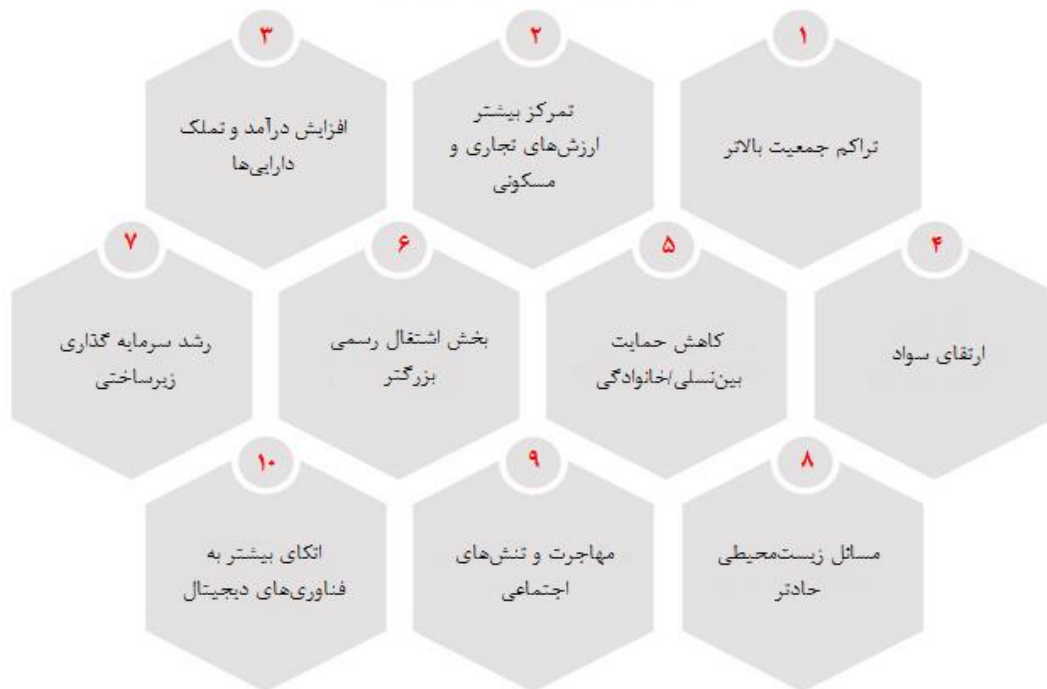 ۱
تراکم جمعیت بالاتر
۲
تمرکز بیشتر
ارزش‌های تجاری و
مسکونی
۳
افزایش درآمد و تملک
دارایی‌ها
۴
ارتقای سواد
۵
کاهش حمایت
بین‌نسلی/خانوادگی
۶
بخش اشتغال رسمی
بزرگتر
۷
رشد سرمایه گذاری
زیرساختی
۸
مسائل زیست‌محیطی
حادتر
۹
مهاجرت و تنش‌های
اجتماعی
۱۰
اتکای بیشتر به
فناوری‌های دیجیتال